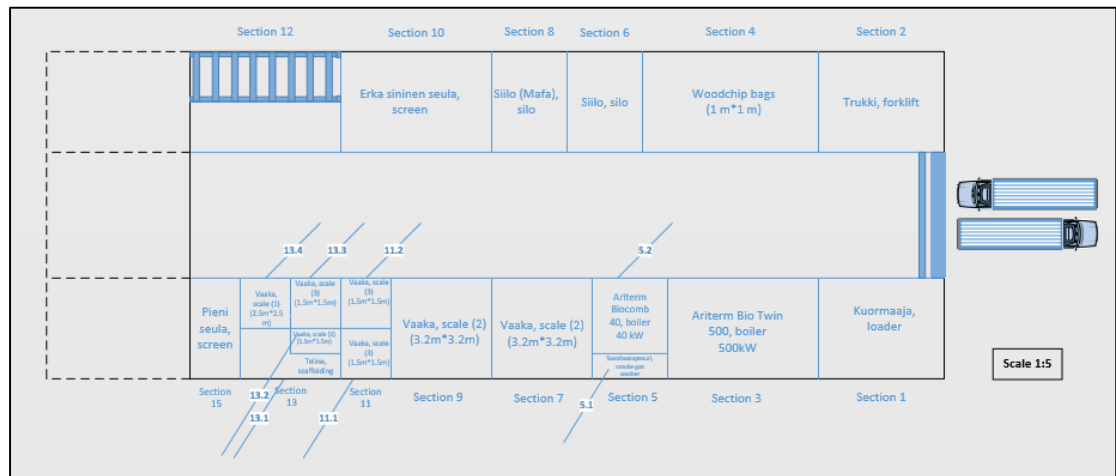 Section 12
Section 10
Section 8
Section 6
Section 4
Section 2
Erka sininen seula,
screen
Siilo (Mafa),
silo
Siilo, silo
Woodchip bags
(1 m*1 m)
Trukki, forklift
13.4
13.3
11.2
5.2
Pieni
seula,
screen
Vaaka,
scale (1)
(2.5m*2.5
m)
Vaaka, scale
(3)
(1.5m*1.5m)
Vaaka, scale (2)
(1.5m*1.5m)
Teline,
scaffolding
Vaaka, scale
(3)
(1.5m*1.5m)
Vaaka, scale
(3)
(1.5m*1.5m)
Vaaka, scale (2)
(3.2m*3.2m)
Vaaka, scale (2)
(3.2m*3.2m)
Ariterm
Biocomb
40, boiler
40 kW
smoke gas
washer
Ariterm Bio Twin
500, boiler
500kW
Kuormaaja,
loader
Scale 1:5
Section
15
13.2
13.1
Section
13
11.1
Section
11
Section 9
Section 7
5.1
Section 5
Section 3
Section 1